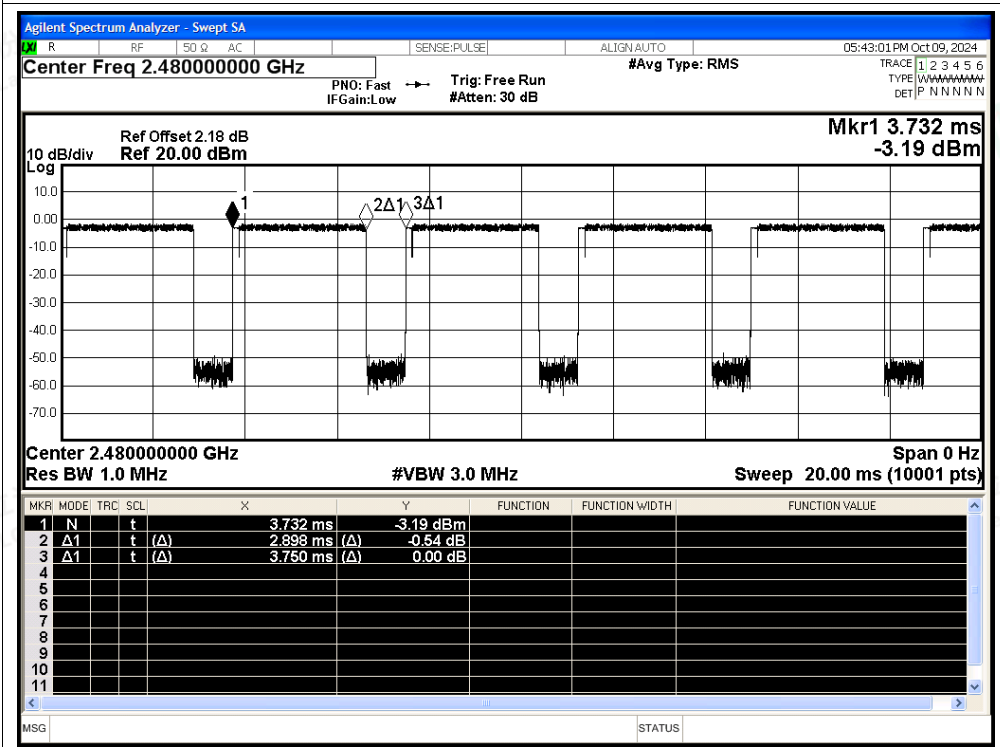 Agilent Spectrum Analyzer - Swept SA
LXI R RF 50 Ω AC SENSE:PULSE ALIGN AUTO 05:43:01 PM Oct 09, 2024
Center Freq 2.480000000 GHz #Avg Type: RMS TRACE 1 2 3 4 5 6
PNO: Fast Trig: Free Run TYPE WWWWWW
IFGain:Low #Atten: 30 dB DET P N N N N N
Mkr1 3.732 ms
Ref Offset 2.18 dB
10 dB/div Ref 20.00 dBm -3.19 dBm
Log
10.0
1 2Δ1 3Δ1
0.00
-10.0
-20.0
-30.0
-40.0
-50.0
-60.0
-70.0
Center 2.480000000 GHz Span 0 Hz
Res BW 1.0 MHz #VBW 3.0 MHz Sweep 20.00 ms (10001 pts)
MKR MODE TRC SCL X Y FUNCTION FUNCTION WIDTH FUNCTION VALUE
1 N t 3.732 ms -3.19 dBm
2 Δ1 t (Δ) 2.898 ms (Δ) -0.54 dB
3 Δ1 t (Δ) 3.750 ms (Δ) 0.00 dB
4
5
6
7
8
9
10
11
MSG STATUS